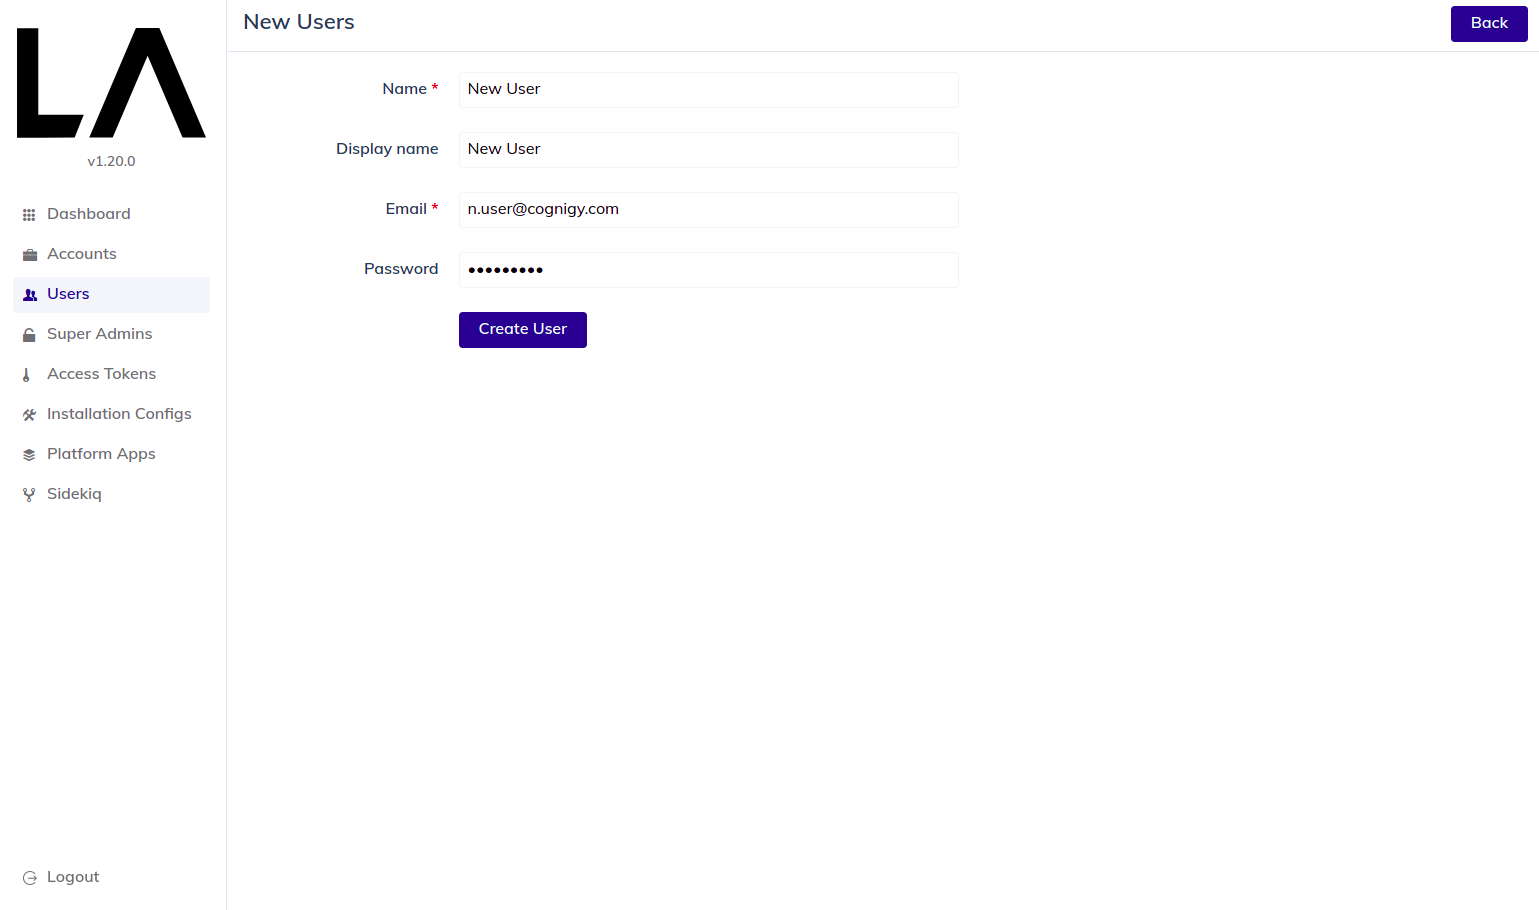 LA
v1.20.0
Dashboard
Accounts
Users
Super Admins
Access Tokens
Installation Configs
Platform Apps
Sidekiq
Logout
New Users
Back
Name *
New User
Display name
New User
Email *
n.user@cognigy.com
Password
•••••••••
Create User